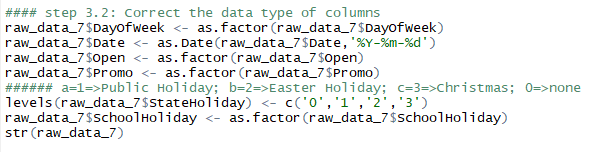 #### step 3.2: Correct the data type of columns
raw_data_7$DayOfWeek <- as.factor(raw_data_7$DayOfWeek)
raw_data_7$Date <- as.Date(raw_data_7$Date,'%Y-%m-%d')
raw_data_7$Open <- as.factor(raw_data_7$Open)
raw_data_7$Promo <- as.factor(raw_data_7$Promo)
###### a=1=>Public Holiday; b=2=>Easter Holiday; c=3=>Christmas; 0=>none
levels(raw_data_7$StateHoliday) <- c('0','1','2','3')
raw_data_7$SchoolHoliday <- as.factor(raw_data_7$SchoolHoliday)
str(raw_data_7)